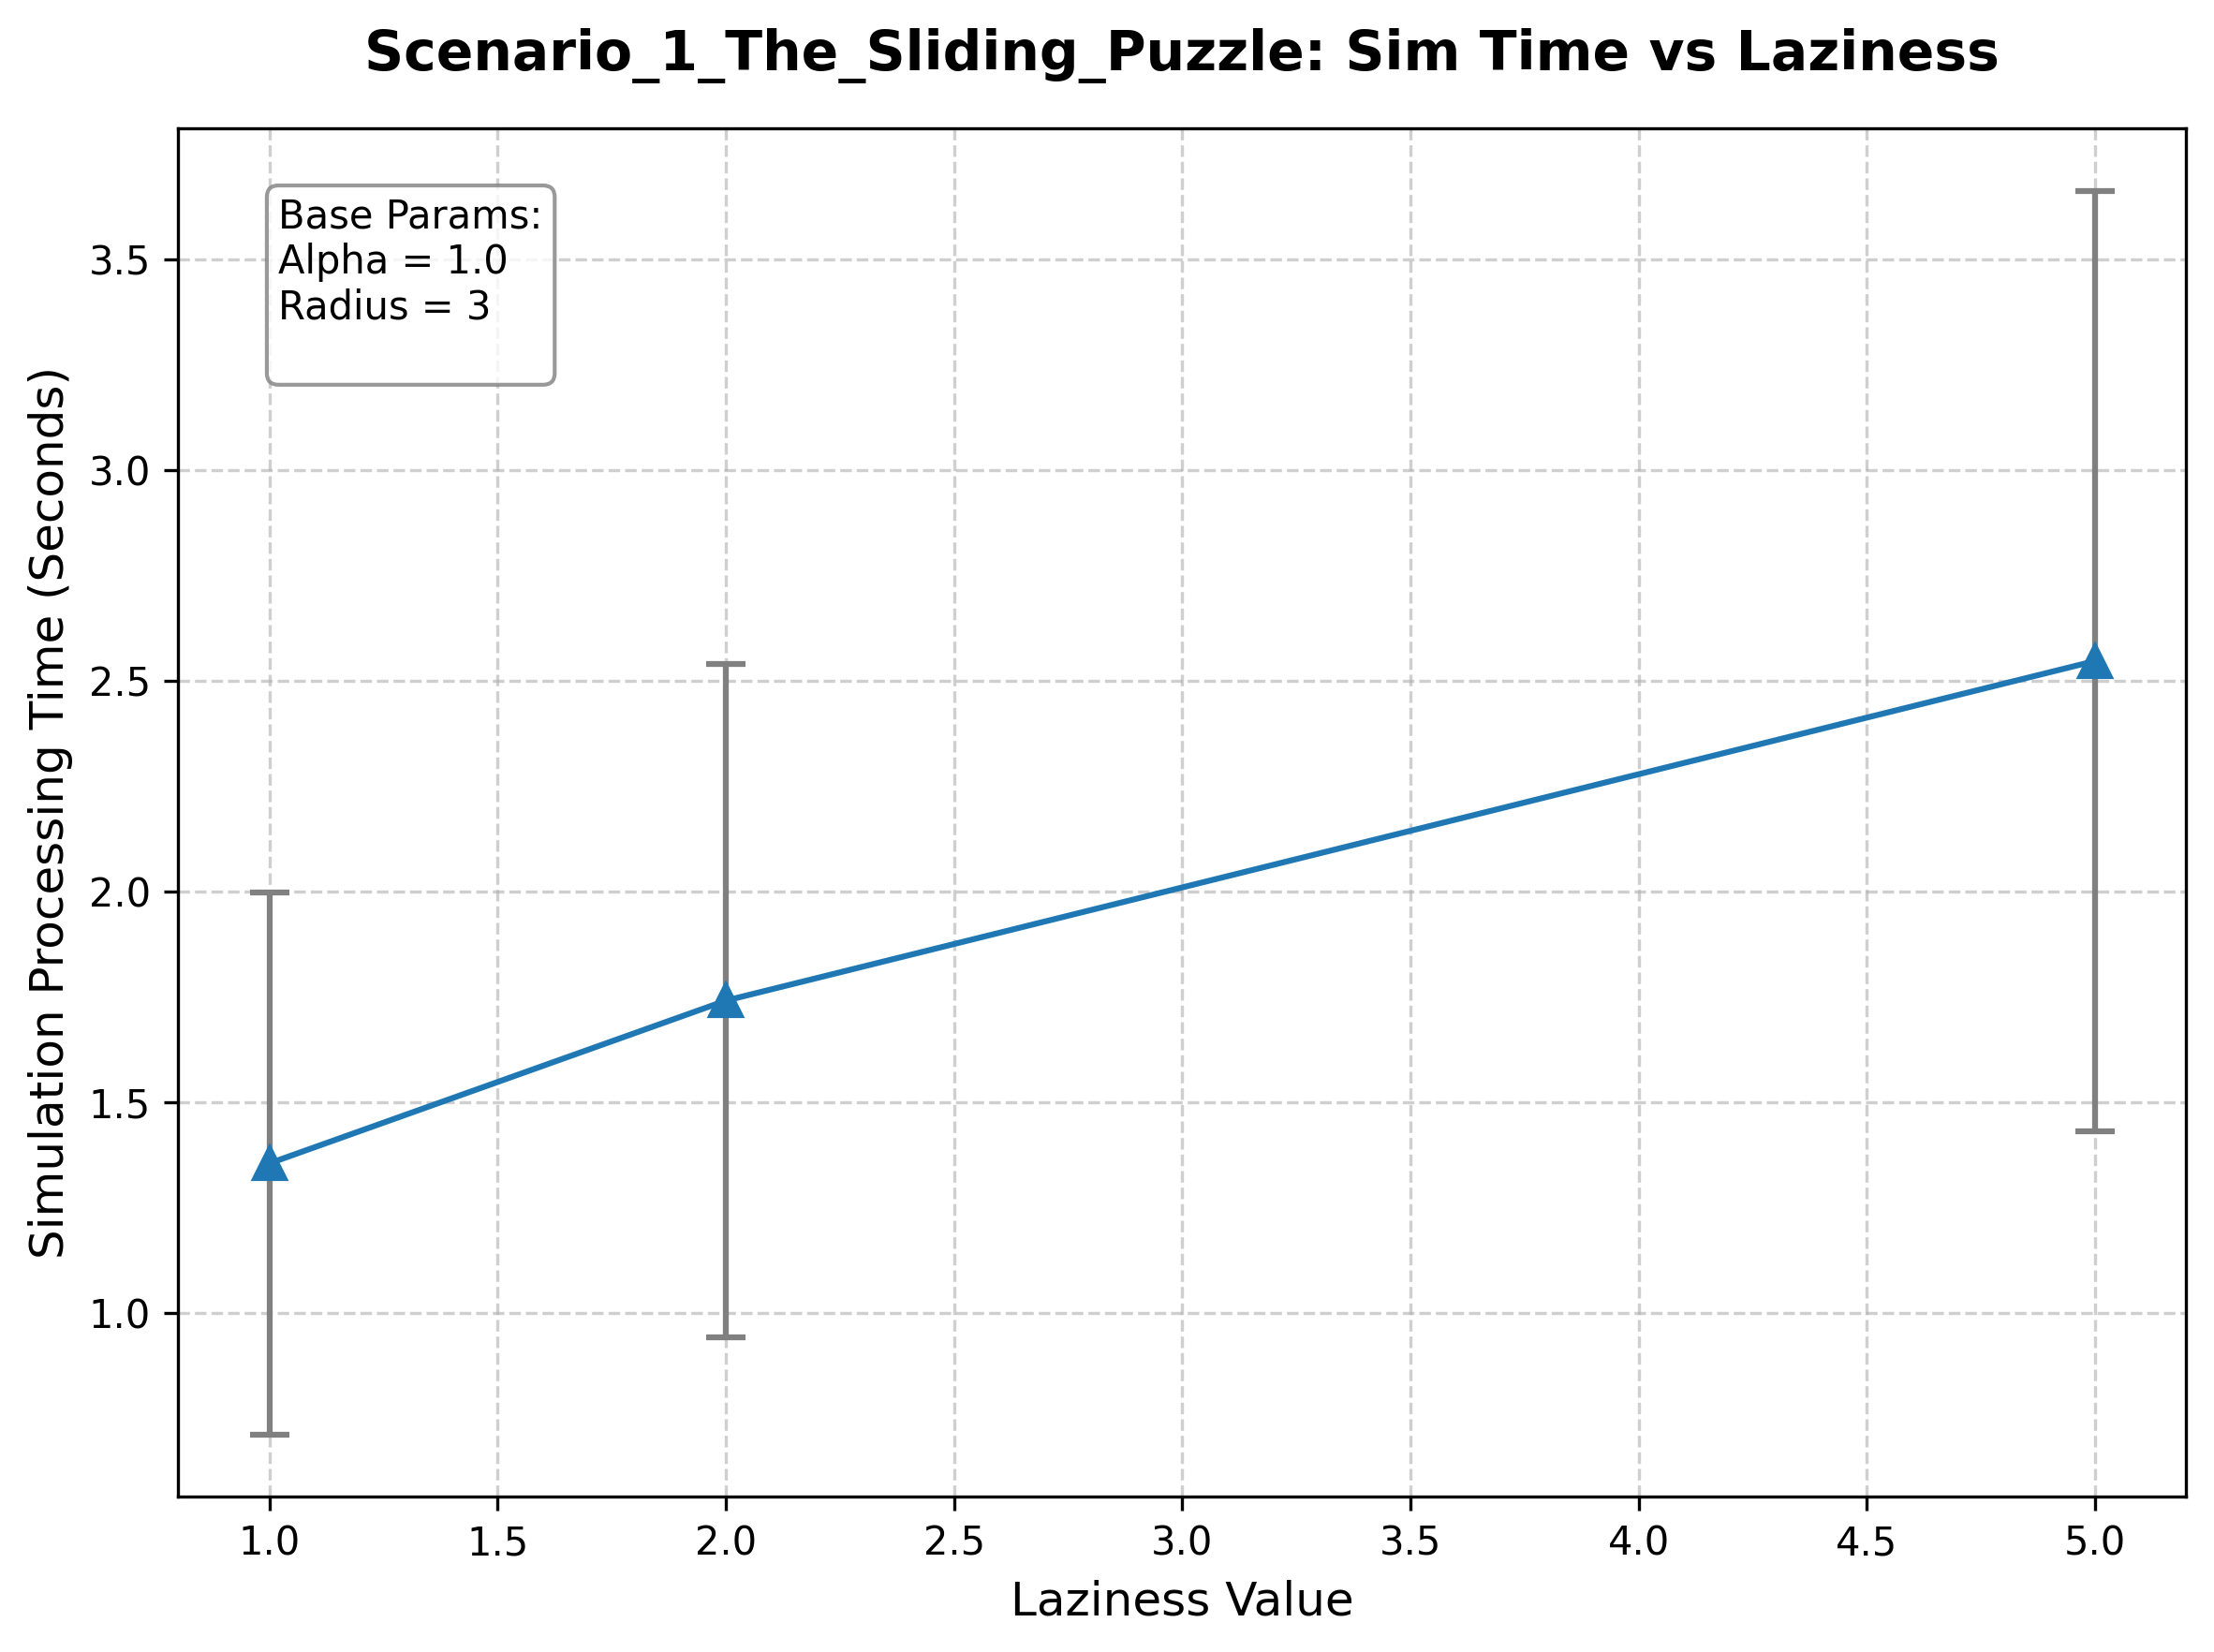 Scenario_1_The_Sliding_Puzzle: Sim Time vs Laziness
Base Params:
Alpha = 1.0
Radius = 3
Simulation Processing Time (Seconds)
3.5
3.0
2.5
2.0
1.5
1.0
1.0 1.5 2.0 2.5 3.0 3.5 4.0 4.5 5.0
Laziness Value